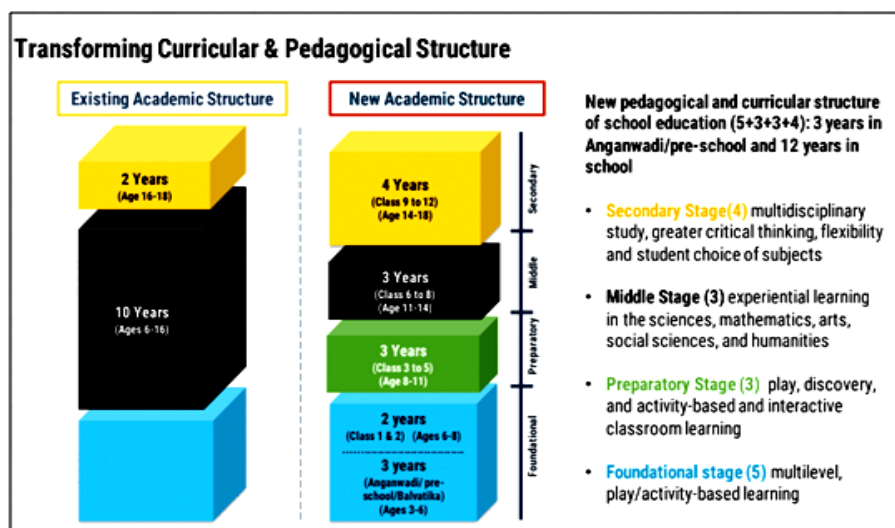 Transforming Curricular & Pedagogical Structure
Existing Academic Structure
2 Years
(Age 16-18)
10 Years
(Ages 6-16)
New Academic Structure
4 Years
(Class 9 to 12)
(Age 14-18)
Secondary
3 Years
(Class 6 to 8)
(Age 11-14)
Middle
3 Years
(Class 3 to 5)
(Age 8-11)
Preparatory
2 years
(Class 1 & 2) (Ages 6-8)
3 years
(Anganwadi/ pre-
school/Balvatika)
(Ages 3-6)
Foundational
New pedagogical and curricular structure
of school education (5+3+3+4): 3 years in
Anganwadi/pre-school and 12 years in
school
• Secondary Stage(4) multidisciplinary
study, greater critical thinking, flexibility
and student choice of subjects
• Middle Stage (3) experiential learning
in the sciences, mathematics, arts,
social sciences, and humanities
• Preparatory Stage (3) play, discovery,
and activity-based and interactive
classroom learning
• Foundational stage (5) multilevel,
play/activity-based learning